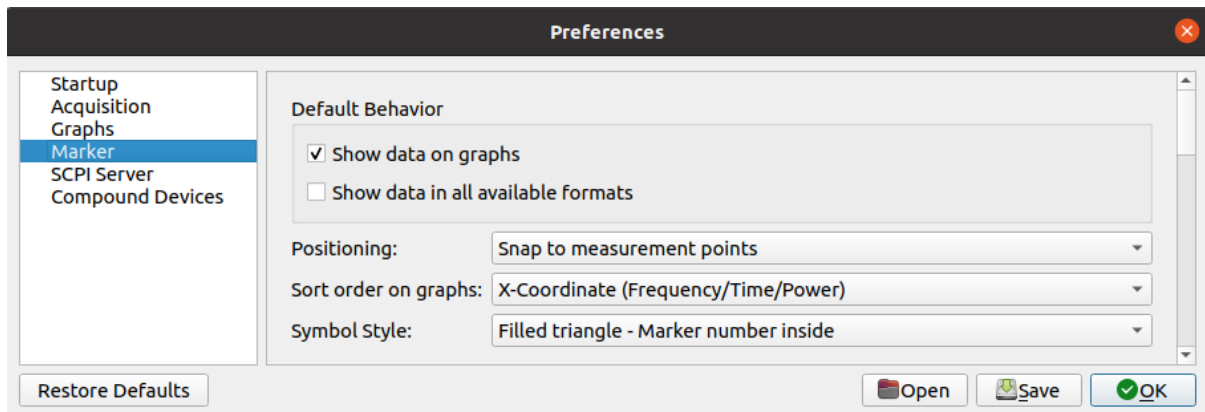 Preferences
Startup
Acquisition
Graphs
Marker
SCPI Server
Compound Devices
Default Behavior
Show data on graphs
Show data in all available formats
Positioning: Snap to measurement points
Sort order on graphs: X-Coordinate (Frequency/Time/Power)
Symbol Style: Filled triangle - Marker number inside
Restore Defaults Open Save OK